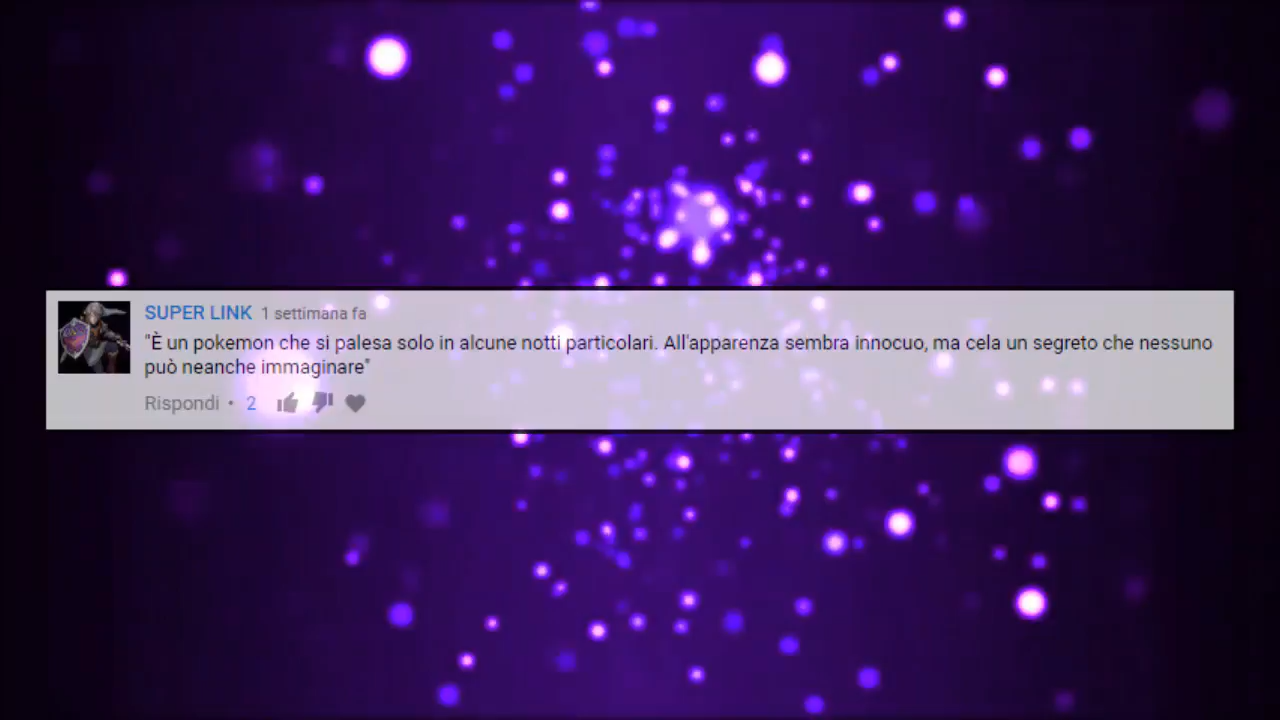 SUPER LINK 1 settimana fa
"È un pokemon che si palesa solo in alcune notti particolari. All'apparenza sembra innocuo, ma cela un segreto che nessuno
può neanche immaginare"
Rispondi • 2